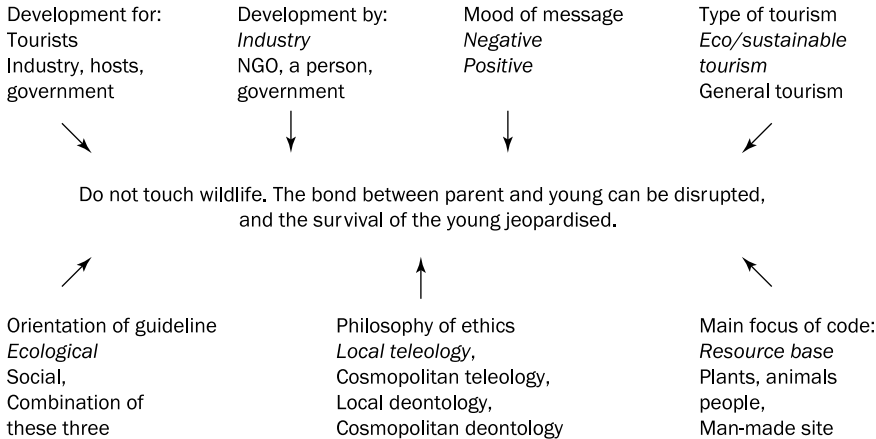 Development for:
Tourists
Industry, hosts,
government
Development by:
Industry
NGO, a person,
government
Mood of message
Negative
Positive
Type of tourism
Eco/sustainable
tourism
General tourism
Do not touch wildlife. The bond between parent and young can be disrupted,
and the survival of the young jeopardised.
Orientation of guideline
Ecological
Social,
Combination of
these three
Philosophy of ethics
Local teleology,
Cosmopolitan teleology,
Local deontology,
Cosmopolitan deontology
Main focus of code:
Resource base
Plants, animals
people,
Man-made site